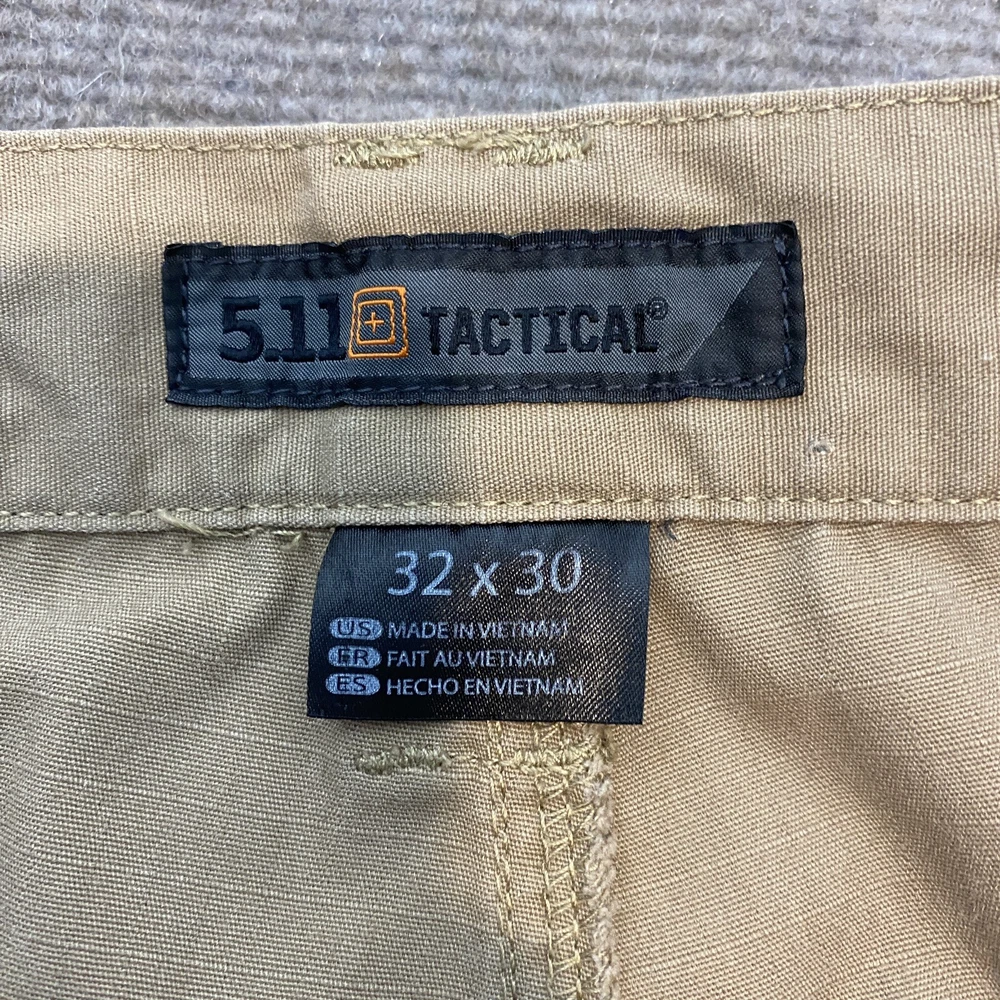 5.11 TACTICAL®
32 x 30
US MADE IN VIETNAM
FR FAIT AU VIETNAM
ES HECHO EN VIETNAM